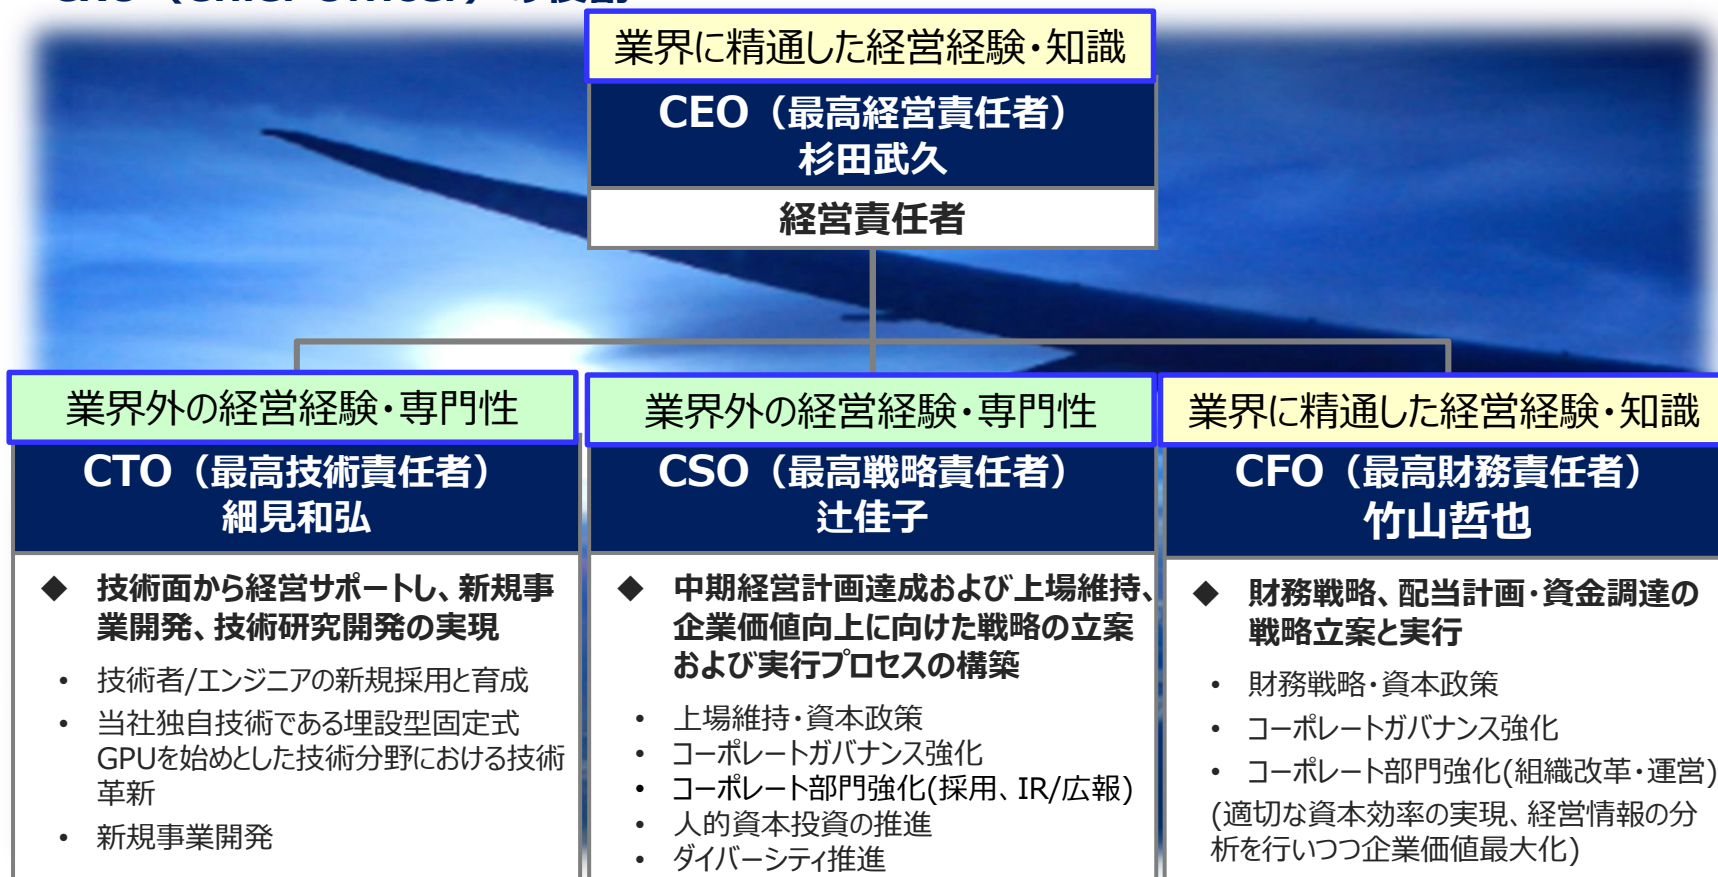 業界に精通した経営経験・知識
CEO（最高経営責任者）
杉田武久
経営責任者
業界外の経営経験・専門性
CTO（最高技術責任者）
細見和弘
◆ 技術面から経営サポートし、新規事
業開発、技術研究開発の実現
• 技術者/エンジニアの新規採用と育成
• 当社独自技術である埋設型固定式
GPUを始めとした技術分野における技術
革新
• 新規事業開発
業界外の経営経験・専門性
CSO（最高戦略責任者）
辻佳子
◆ 中期経営計画達成および上場維持、
企業価値向上に向けた戦略の立案
および実行プロセスの構築
• 上場維持・資本政策
• コーポレートガバナンス強化
• コーポレート部門強化(採用、IR/広報)
• 人的資本投資の推進
• ダイバーシティ推進
業界に精通した経営経験・知識
CFO（最高財務責任者）
竹山哲也
◆ 財務戦略、配当計画・資金調達の
戦略立案と実行
• 財務戦略・資本政策
• コーポレートガバナンス強化
• コーポレート部門強化(組織改革・運営)
(適切な資本効率の実現、経営情報の分
析を行いつつ企業価値最大化)